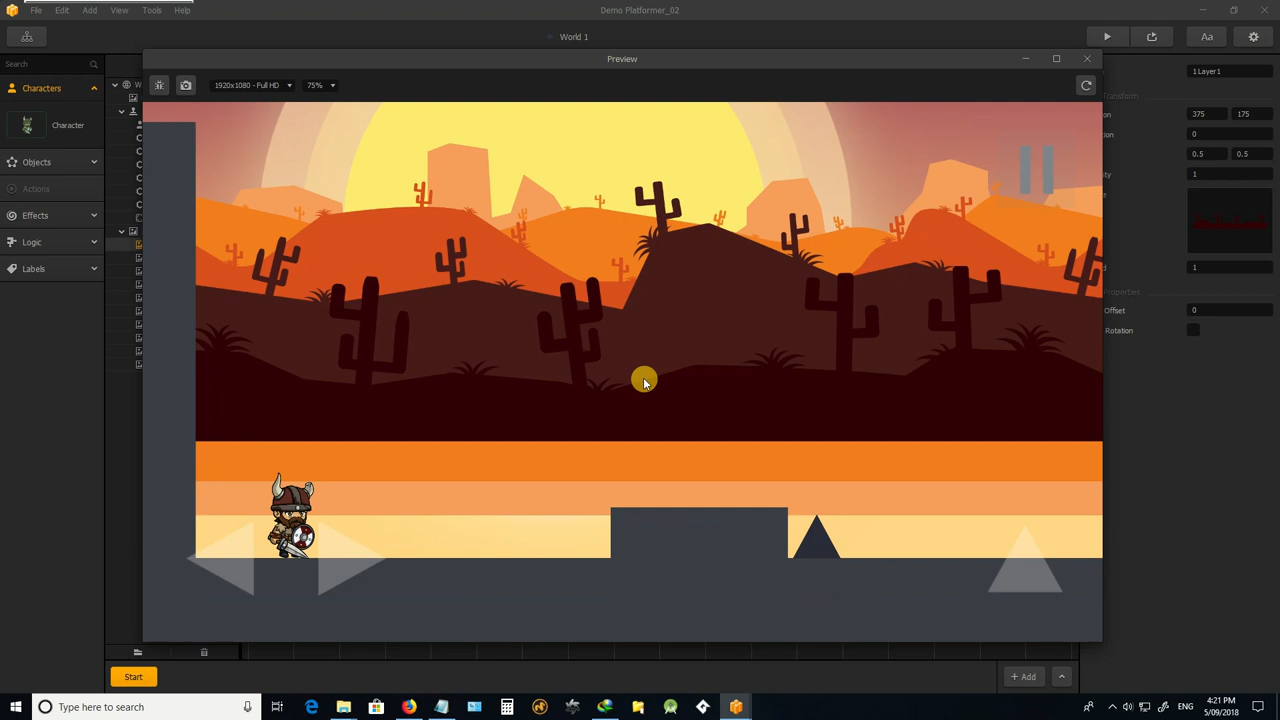 File Edit Add View Tools Help
Demo Platformer_02
World 1
Aa
Search
Preview
Characters
1920x1080 - Full HD
75%
1Layer1
Character
375 175
0
0.5 0.5
Objects
1
Actions
Effects
Logic
Labels
1
Offset
0
Rotation
Start
+ Add
Type here to search
ENG
4:21 PM
5/09/2018